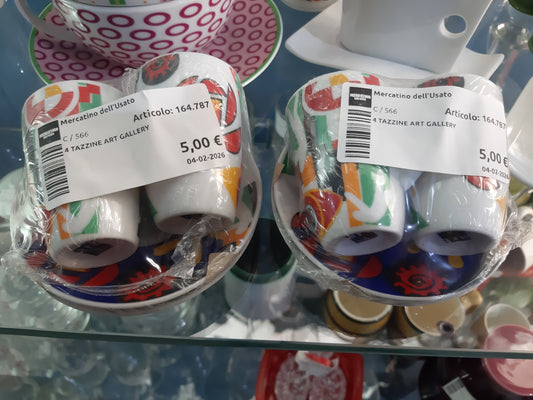 Mercatino dell'Usato
C / 566
Articolo: 164.787
4 TAZZINE ART GALLERY
5,00 €
04-02-2026
Mercatino dell'Usato
C / 566
Articolo: 164.787
4 TAZZINE ART GALLERY
5,00 €
04-02-2026